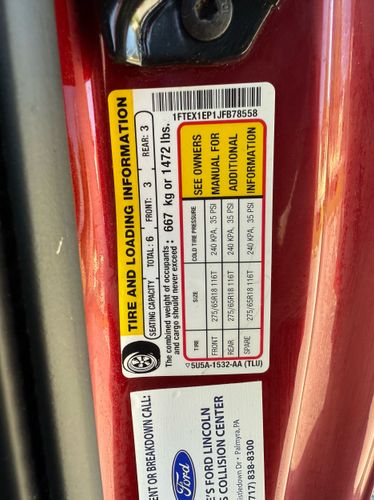 1FTEX1EP1JFB78558
TIRE AND LOADING INFORMATION
SEATING CAPACITY TOTAL: 6 FRONT: 3 REAR: 3
The combined weight of occupants
and cargo should never exceed: 667 kg or 1472 lbs.
TIRE SIZE COLD TIRE PRESSURE
FRONT 275/65R18 116T 240 KPA, 35 PSI
REAR 275/65R18 116T 240 KPA, 35 PSI
SPARE 275/65R18 116T 240 KPA, 35 PSI
SEE OWNERS
MANUAL FOR
ADDITIONAL
INFORMATION
5U5A-1532-AA (TLU)
ENT OR BREAKDOWN CALL:
Ford
'S FORD LINCOLN
S COLLISION CENTER
istledown Dr • Palmyra, PA
7) 838-8300